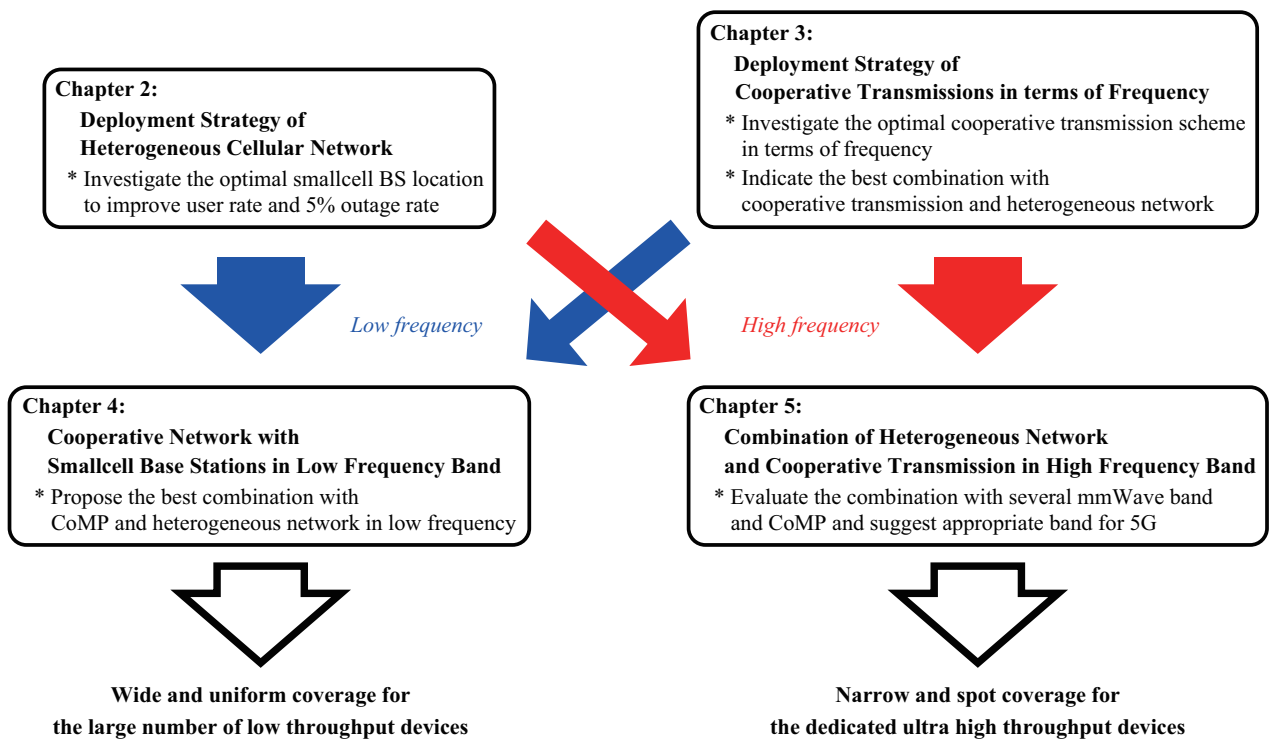 Chapter 2:
Deployment Strategy of
Heterogeneous Cellular Network
* Investigate the optimal smallcell BS location
to improve user rate and 5% outage rate
Chapter 3:
Deployment Strategy of
Cooperative Transmissions in terms of Frequency
* Investigate the optimal cooperative transmission scheme
in terms of frequency
* Indicate the best combination with
cooperative transmission and heterogeneous network
Low frequency
High frequency
Chapter 4:
Cooperative Network with
Smallcell Base Stations in Low Frequency Band
* Propose the best combination with
CoMP and heterogeneous network in low frequency
Chapter 5:
Combination of Heterogeneous Network
and Cooperative Transmission in High Frequency Band
* Evaluate the combination with several mmWave band
and CoMP and suggest appropriate band for 5G
Wide and uniform coverage for
the large number of low throughput devices
Narrow and spot coverage for
the dedicated ultra high throughput devices